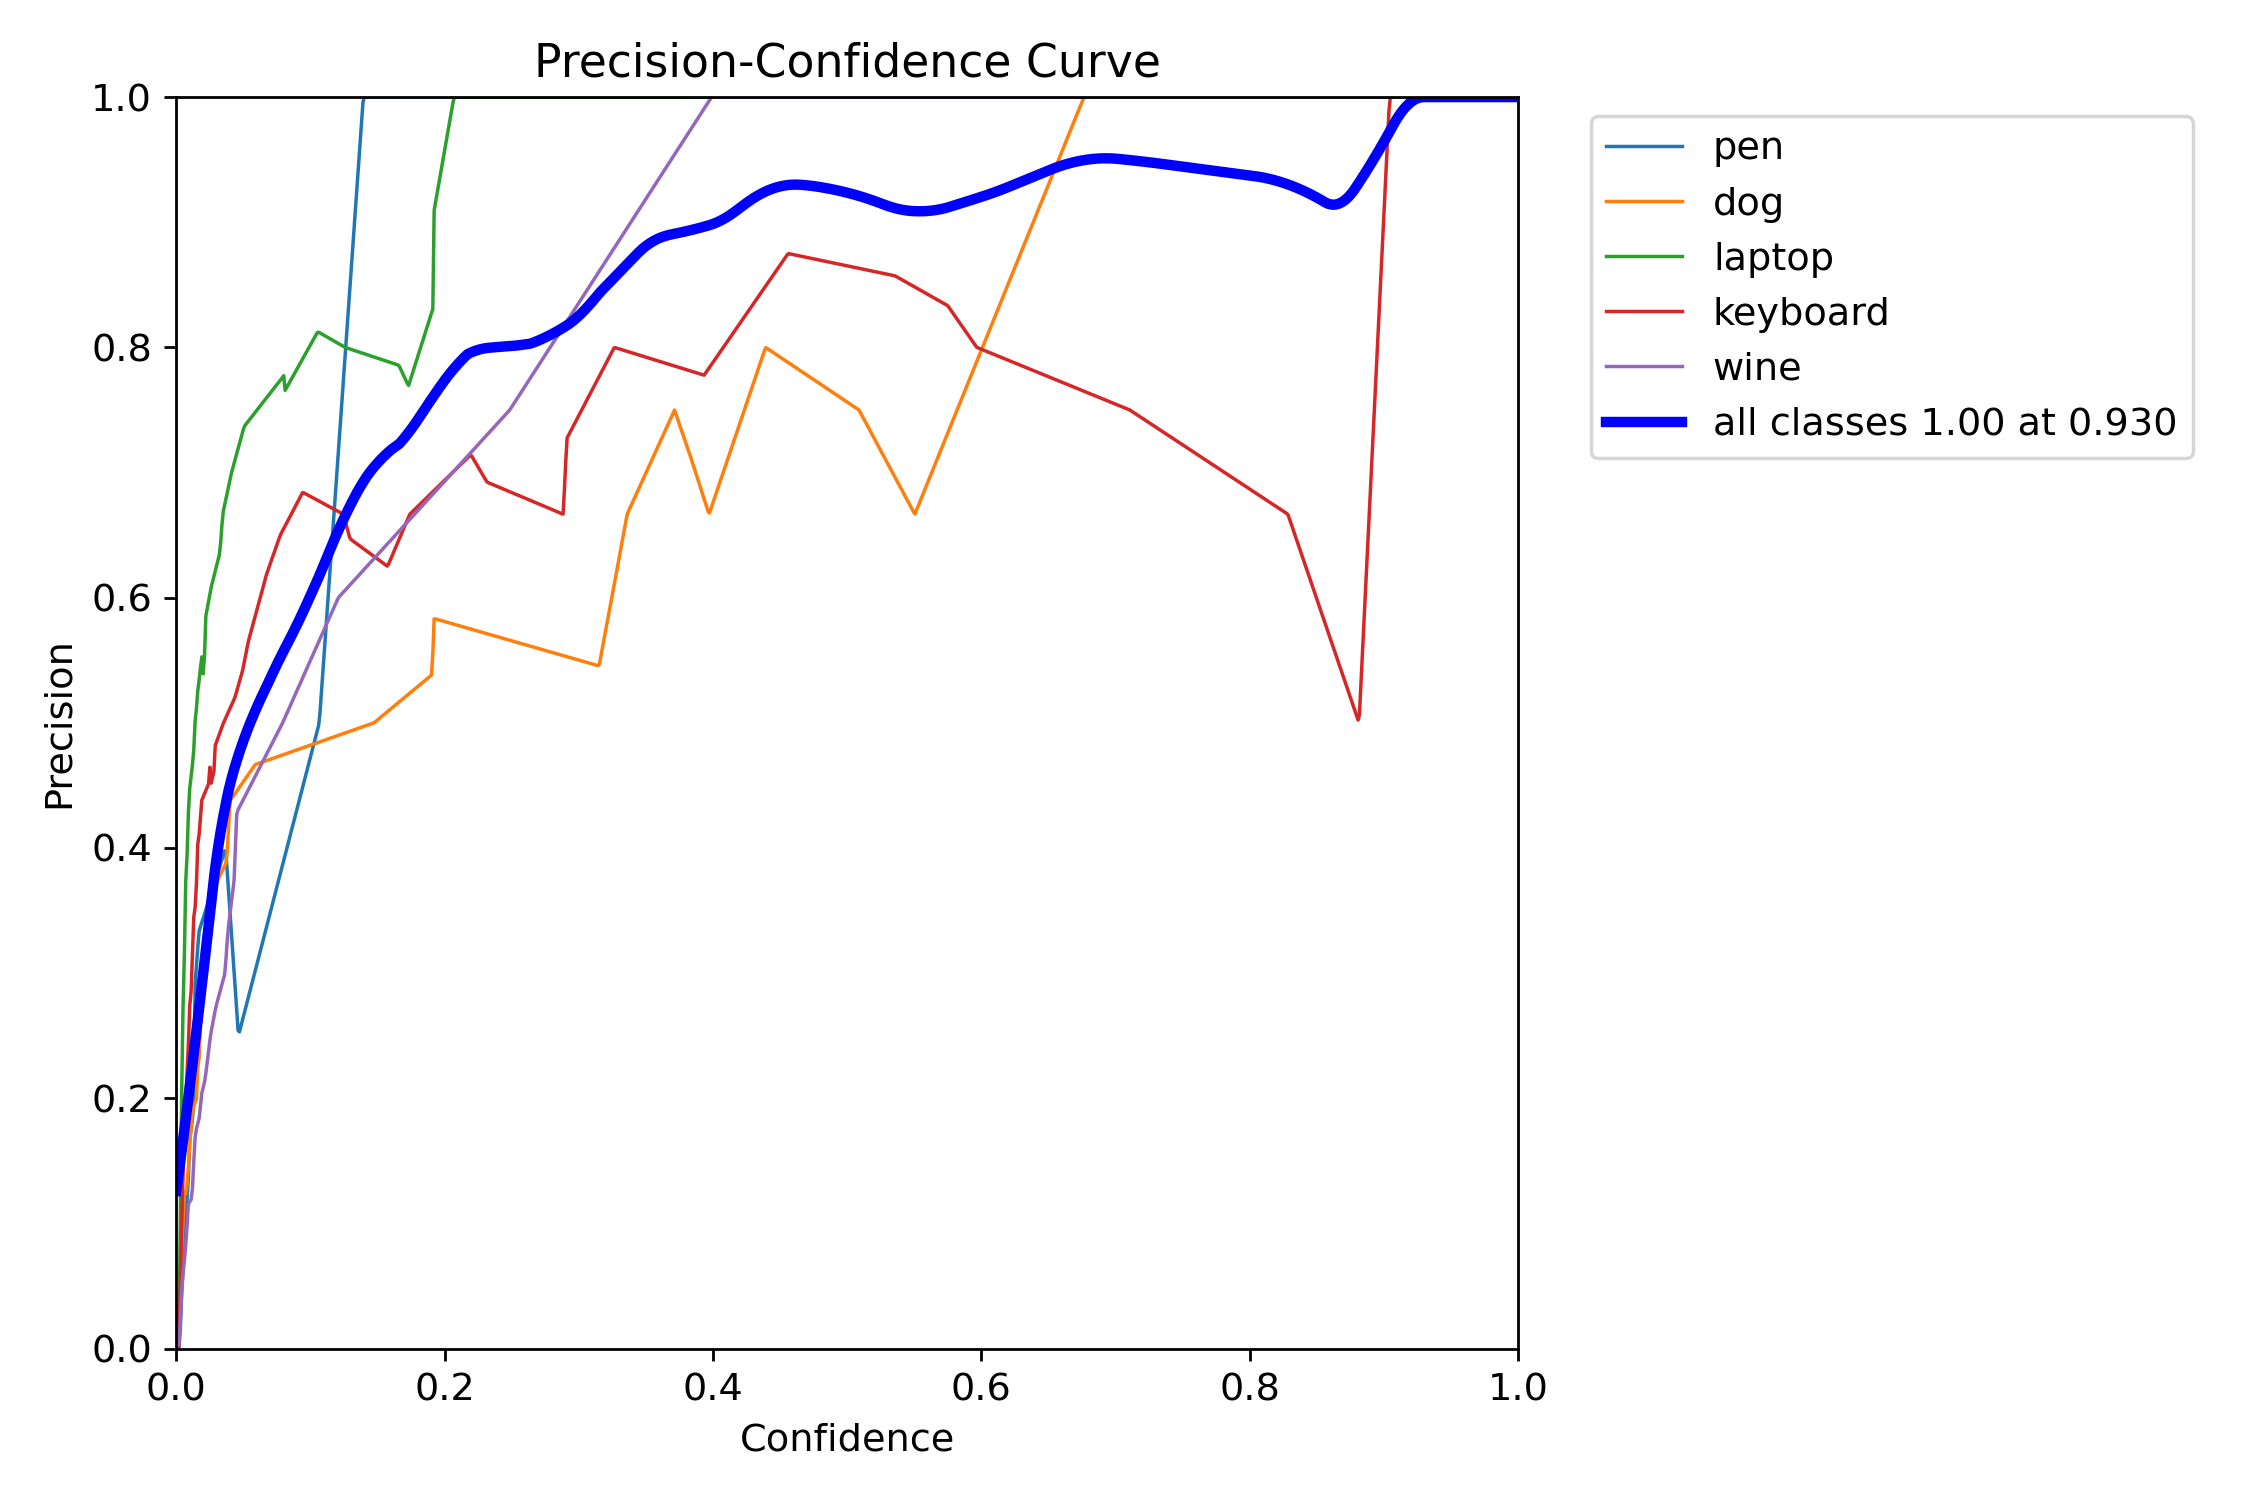 Precision-Confidence Curve
1.0
0.8
0.6
0.4
0.2
0.0
Precision
0.0 0.2 0.4 0.6 0.8 1.0
Confidence
pen
dog
laptop
keyboard
wine
all classes 1.00 at 0.930